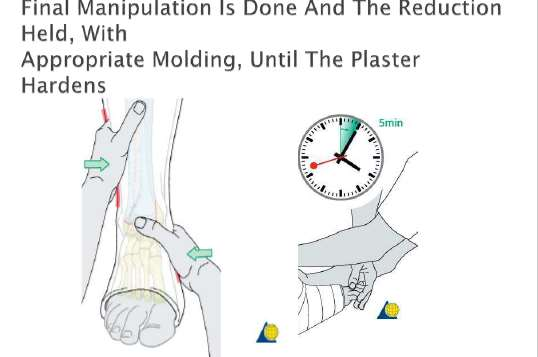 Final Manipulation Is Done And The Reduction
Held, With
Appropriate Molding, Until The Plaster
Hardens
5min